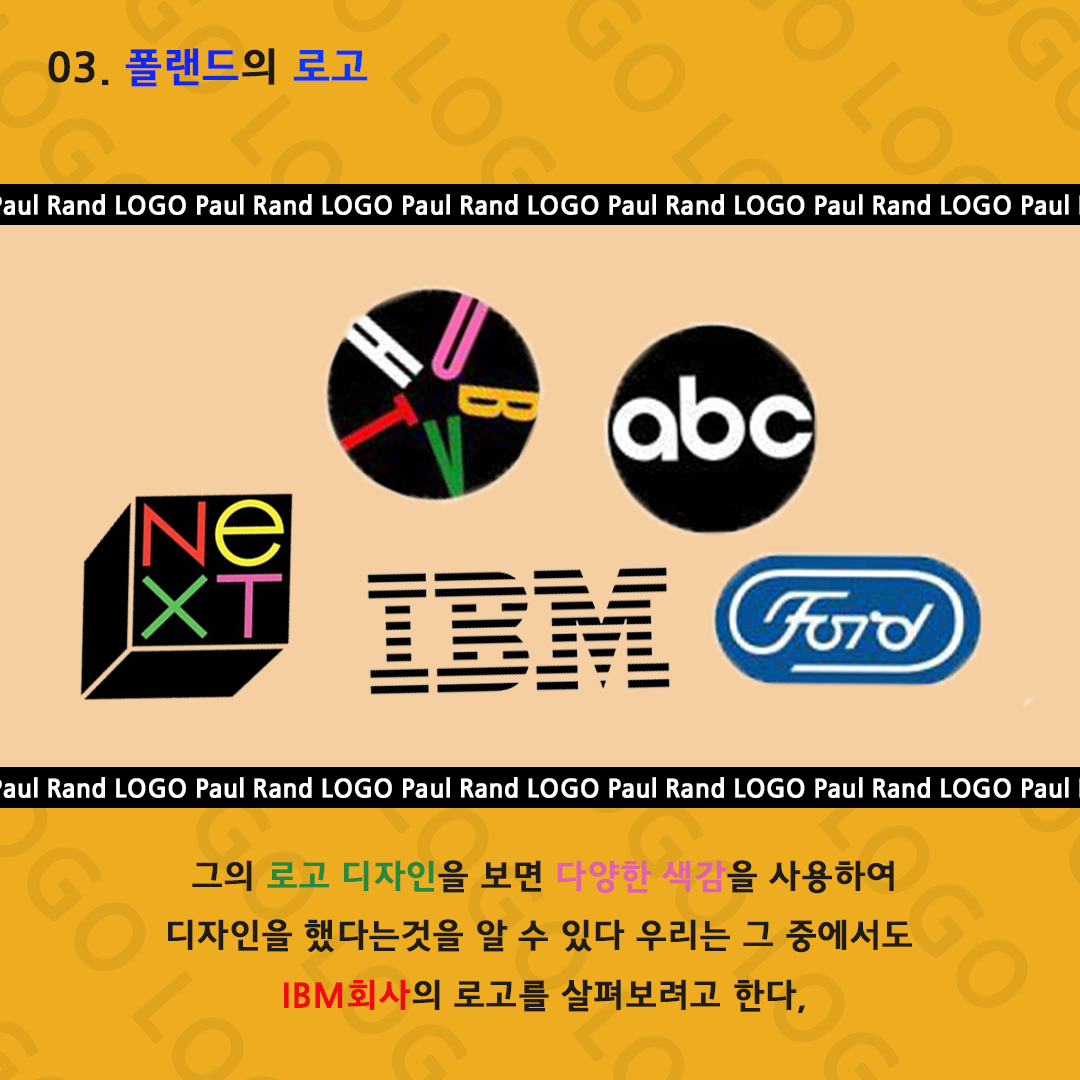 03. 폴랜드의 로고
Paul Rand LOGO Paul Rand LOGO Paul Rand LOGO Paul Rand LOGO Paul Rand LOGO Paul
HUBVT
abc
NeXT
IBM
Ford
Paul Rand LOGO Paul Rand LOGO Paul Rand LOGO Paul Rand LOGO Paul Rand LOGO Paul
그의 로고 디자인을 보면 다양한 색감을 사용하여
디자인을 했다는것을 알 수 있다 우리는 그 중에서도
IBM회사의 로고를 살펴보려고 한다,